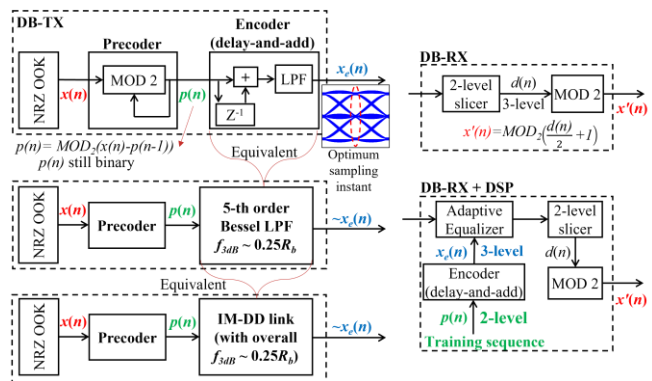 DB-TX
Precoder
Encoder
(delay-and-add)
NRZ OOK
x(n)
MOD 2
p(n)
+
Z-1
LPF
xe(n)
p(n)= MOD2(x(n)-p(n-1))
p(n) still binary
Equivalent
Optimum
sampling
instant
NRZ OOK
x(n)
Precoder
p(n)
5-th order
Bessel LPF
f3dB ~ 0.25Rb
~xe(n)
Equivalent
NRZ OOK
x(n)
Precoder
p(n)
IM-DD link
(with overall
f3dB ~ 0.25Rb)
~xe(n)
DB-RX
2-level
slicer
d(n)
3-level
MOD 2
x'(n)
x'(n)=MOD2(d(n)/2+1)
DB-RX + DSP
Adaptive
Equalizer
2-level
slicer
xe(n) 3-level
d(n)
Encoder
(delay-and-add)
MOD 2
x'(n)
p(n) 2-level
Training sequence